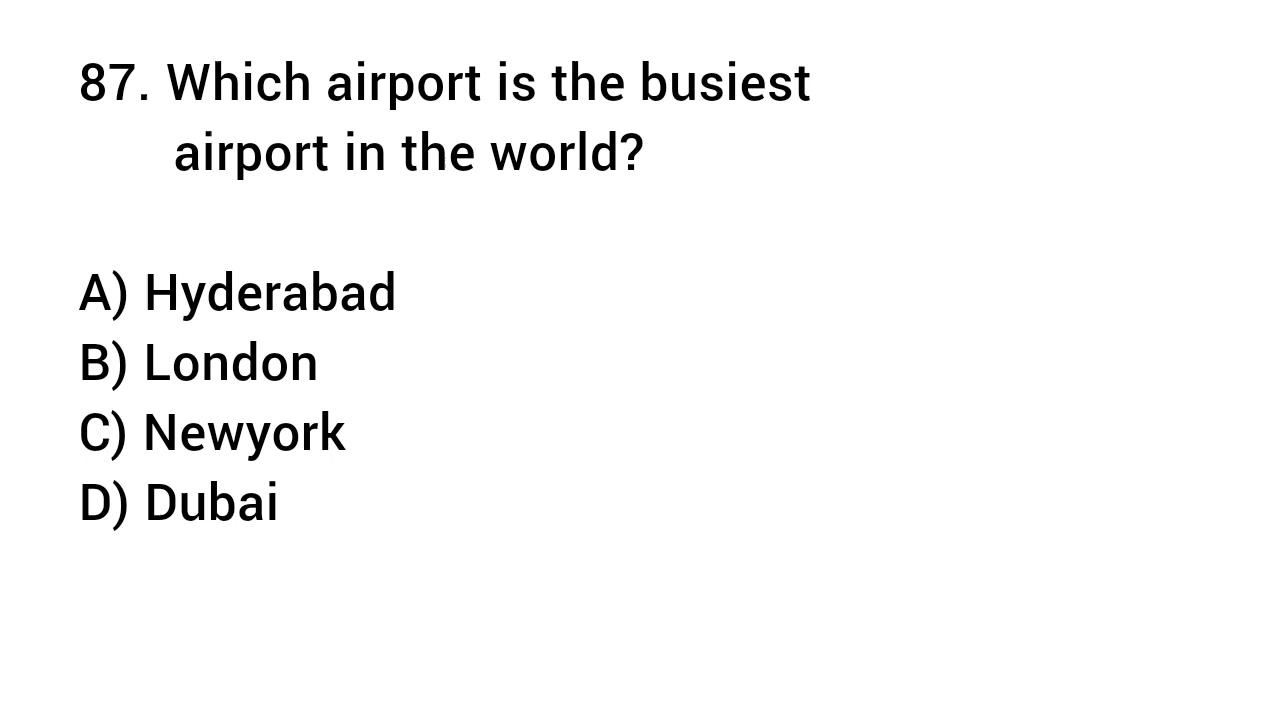 87. Which airport is the busiest
airport in the world?
A) Hyderabad
B) London
C) Newyork
D) Dubai